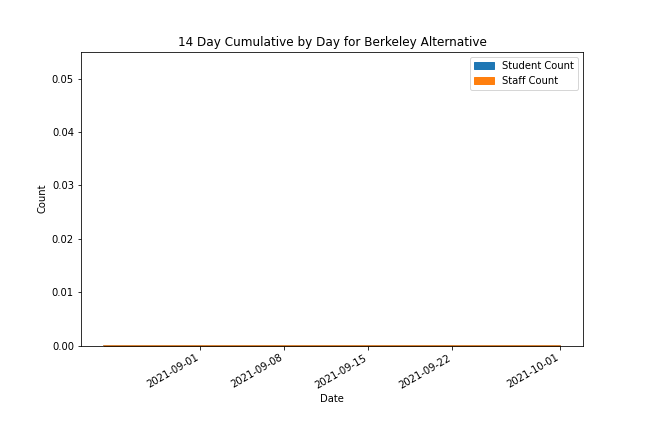 14 Day Cumulative by Day for Berkeley Alternative
Student Count
Staff Count
0.05
0.04
0.03
0.02
0.01
0.00
Count
2021-09-01
2021-09-08
2021-09-15
2021-09-22
2021-10-01
Date